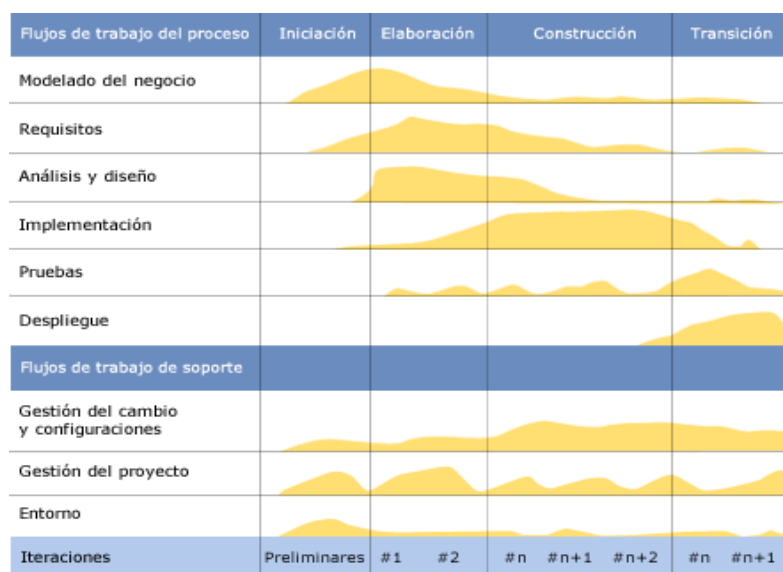 Flujos de trabajo del proceso Iniciación Elaboración Construcción Transición
Modelado del negocio
Requisitos
Análisis y diseño
Implementación
Pruebas
Despliegue
Flujos de trabajo de soporte
Gestión del cambio
y configuraciones
Gestión del proyecto
Entorno
Iteraciones Preliminares #1 #2 #n #n+1 #n+2 #n #n+1